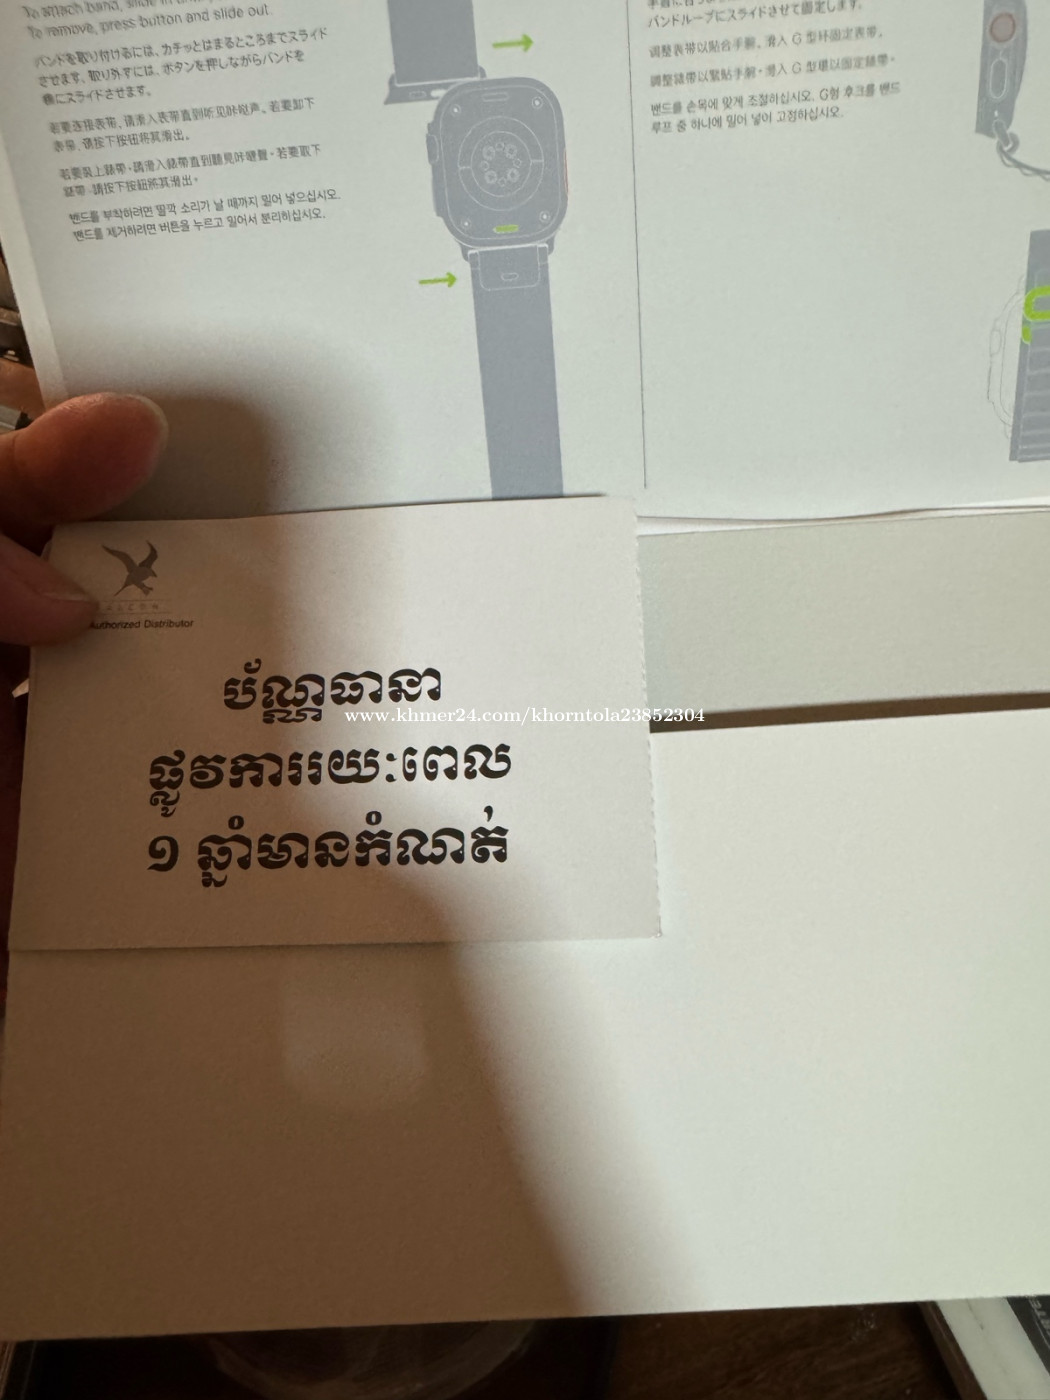 To remove, press button and slide out.
バンドを取り付けるには、カチッとはまるところまでスライド
させます。取り外すには、ボタンを押しながらバンドを
横にスライドさせます。
若要连接表带，请滑入表带直到听见咔哒声。若要卸下
表带，请按下按钮将其滑出。
若要裝上錶帶，請滑入錶帶直到聽見咔嗒聲。若要取下
錶帶，請按下按鈕將其滑出。
밴드를 부착하려면 딸깍 소리가 날 때까지 밀어 넣으십시오.
밴드를 제거하려면 버튼을 누르고 밀어서 분리하십시오.
バンドループにスライドさせて固定します。
调整表带以贴合手腕，滑入 G 型环固定表带。
調整錶帶以緊貼手腕，滑入 G 型環以固定錶帶。
밴드를 손목에 맞게 조절하십시오. G형 후크를 밴드
루프 중 하나에 밀어 넣어 고정하십시오.
Authorized Distributor
ប័ណ្ណធានា
www.khmer24.com/khorntola23852304
ផ្លូវការរយៈពេល
១ ឆ្នាំមានកំណត់